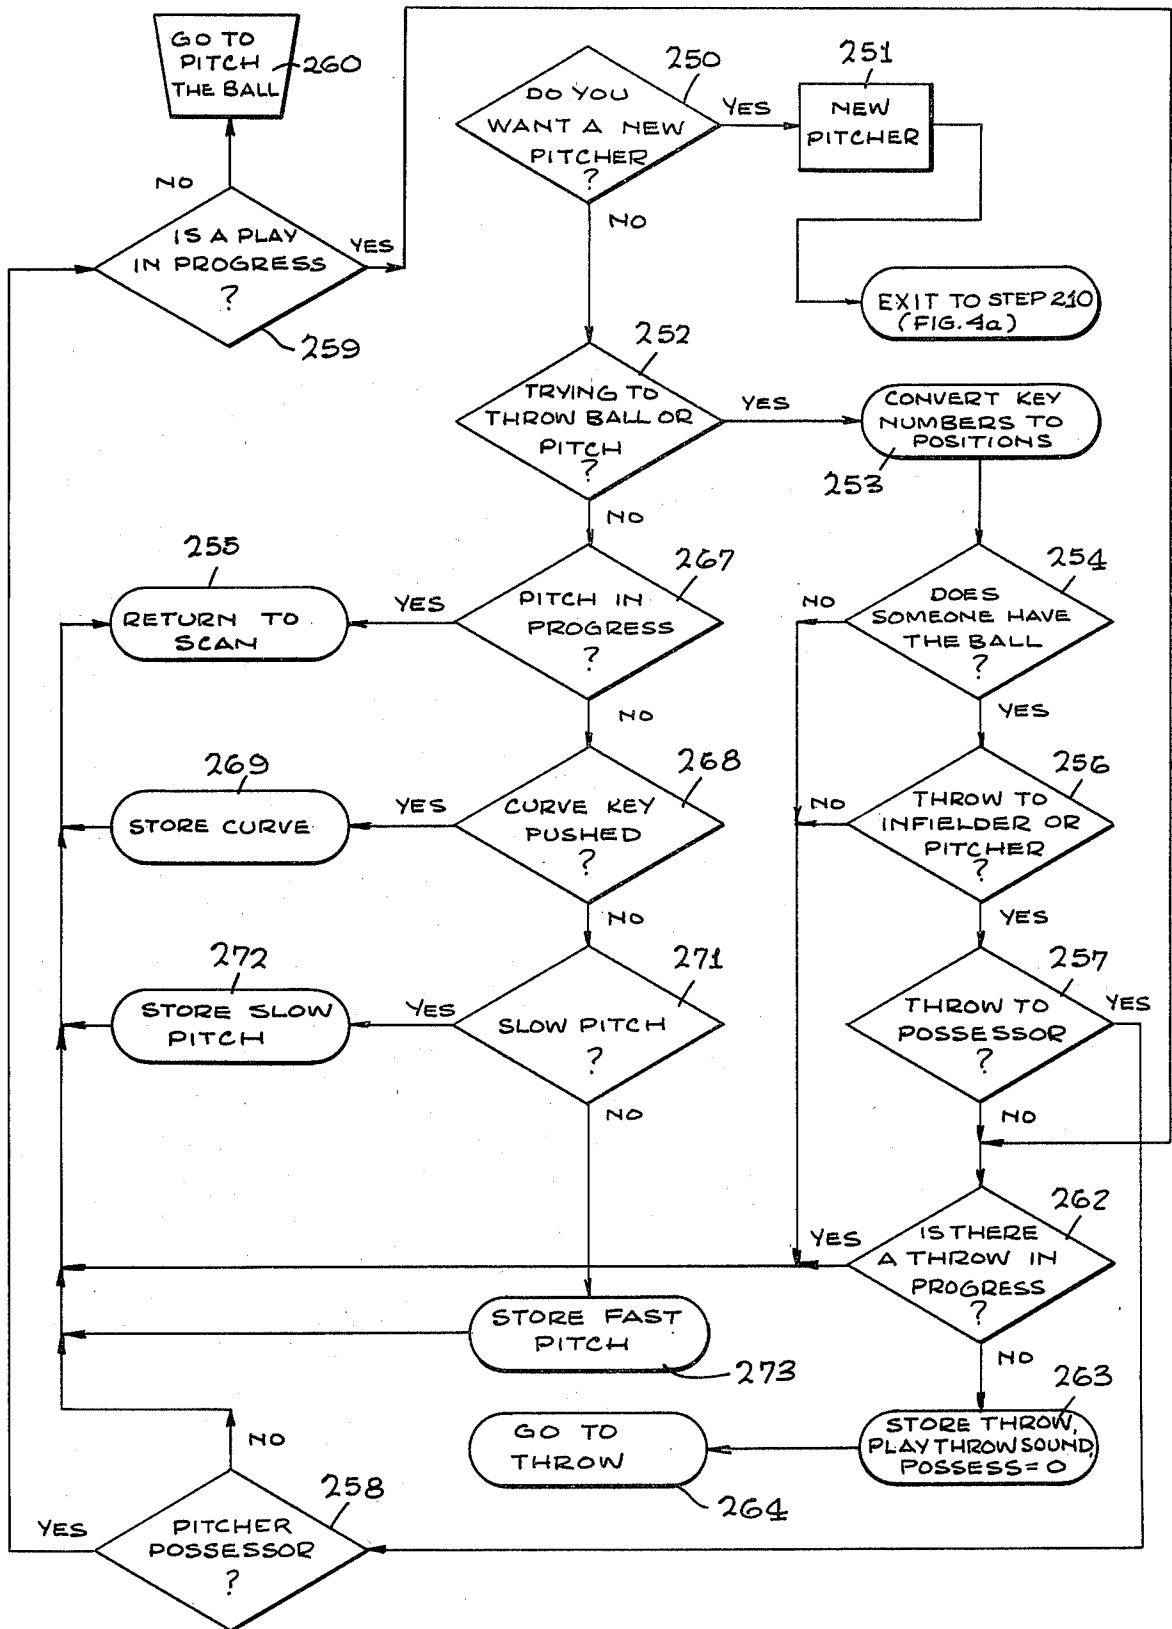 GO TO
PITCH
THE BALL
260
NO
IS A PLAY
IN PROGRESS
?
YES
259
250
DO YOU
WANT A NEW
PITCHER
?
YES
251
NEW
PITCHER
NO
EXIT TO STEP 210
(FIG. 4a)
252
TRYING TO
THROW BALL OR
PITCH
?
YES
CONVERT KEY
NUMBERS TO
POSITIONS
253
NO
255
RETURN TO
SCAN
YES
267
PITCH IN
PROGRESS
?
NO
254
DOES
SOMEONE HAVE
THE BALL
?
NO
YES
269
STORE CURVE
YES
268
CURVE KEY
PUSHED
?
NO
256
THROW TO
INFIELDER OR
PITCHER
?
NO
YES
272
STORE SLOW
PITCH
YES
271
SLOW PITCH
?
NO
257
THROW TO
POSSESSOR
?
YES
NO
262
IS THERE
A THROW IN
PROGRESS
?
YES
NO
STORE FAST
PITCH
273
263
STORE THROW,
PLAY THROW SOUND,
POSSESS = 0
GO TO
THROW
264
NO
258
PITCHER
POSSESSOR
?
YES